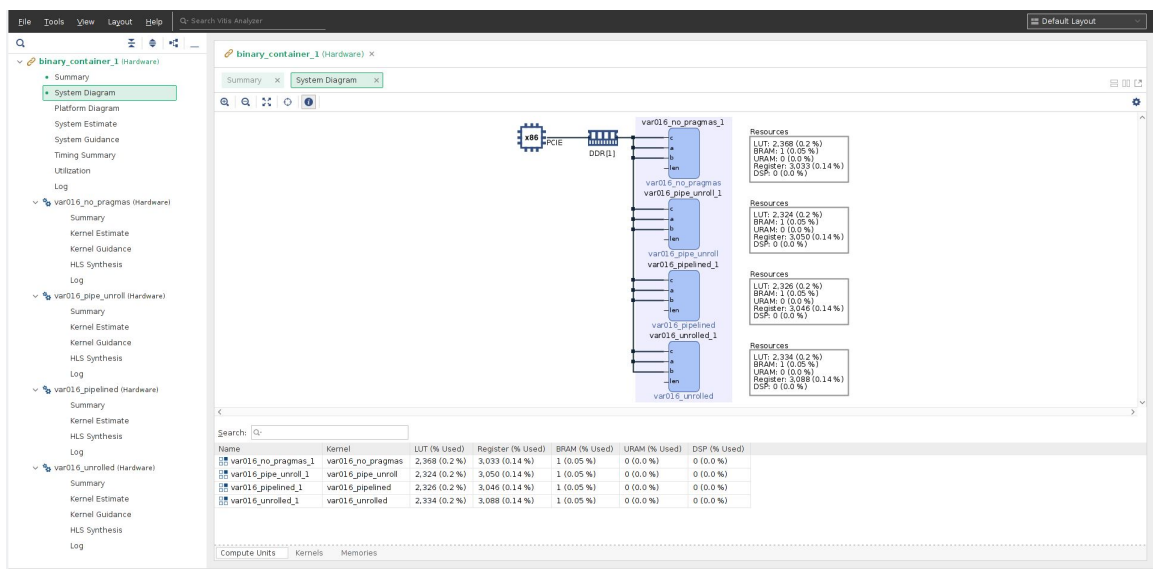 File Tools View Layout Help Q- Search Vitis Analyzer Default Layout
binary_container_1 (Hardware)
Summary
System Diagram
Platform Diagram
System Estimate
System Guidance
Timing Summary
Utilization
Log
var016_no_pragmas (Hardware)
Summary
Kernel Estimate
Kernel Guidance
HLS Synthesis
Log
var016_pipe_unroll (Hardware)
Summary
Kernel Estimate
Kernel Guidance
HLS Synthesis
Log
var016_pipelined (Hardware)
Summary
Kernel Estimate
HLS Synthesis
Log
var016_unrolled (Hardware)
Summary
Kernel Estimate
Kernel Guidance
HLS Synthesis
Log
binary_container_1 (Hardware) ×
Summary × System Diagram ×
x86
PCIE
DDR[1]
var016_no_pragmas_1
c
a
b
len
var016_no_pragmas
Resources
LUT: 2,368 (0.2 %)
BRAM: 1 (0.05 %)
URAM: 0 (0.0 %)
Register: 3,033 (0.14 %)
DSP: 0 (0.0 %)
var016_pipe_unroll_1
c
a
b
len
var016_pipe_unroll
Resources
LUT: 2,324 (0.2 %)
BRAM: 1 (0.05 %)
URAM: 0 (0.0 %)
Register: 3,050 (0.14 %)
DSP: 0 (0.0 %)
var016_pipelined_1
c
a
b
len
var016_pipelined
Resources
LUT: 2,326 (0.2 %)
BRAM: 1 (0.05 %)
URAM: 0 (0.0 %)
Register: 3,046 (0.14 %)
DSP: 0 (0.0 %)
var016_unrolled_1
c
a
b
len
var016_unrolled
Resources
LUT: 2,334 (0.2 %)
BRAM: 1 (0.05 %)
URAM: 0 (0.0 %)
Register: 3,088 (0.14 %)
DSP: 0 (0.0 %)
Search: Q-
Name Kernel LUT (% Used) Register (% Used) BRAM (% Used) URAM (% Used) DSP (% Used)
var016_no_pragmas_1 var016_no_pragmas 2,368 (0.2 %) 3,033 (0.14 %) 1 (0.05 %) 0 (0.0 %) 0 (0.0 %)
var016_pipe_unroll_1 var016_pipe_unroll 2,324 (0.2 %) 3,050 (0.14 %) 1 (0.05 %) 0 (0.0 %) 0 (0.0 %)
var016_pipelined_1 var016_pipelined 2,326 (0.2 %) 3,046 (0.14 %) 1 (0.05 %) 0 (0.0 %) 0 (0.0 %)
var016_unrolled_1 var016_unrolled 2,334 (0.2 %) 3,088 (0.14 %) 1 (0.05 %) 0 (0.0 %) 0 (0.0 %)
Compute Units Kernels Memories